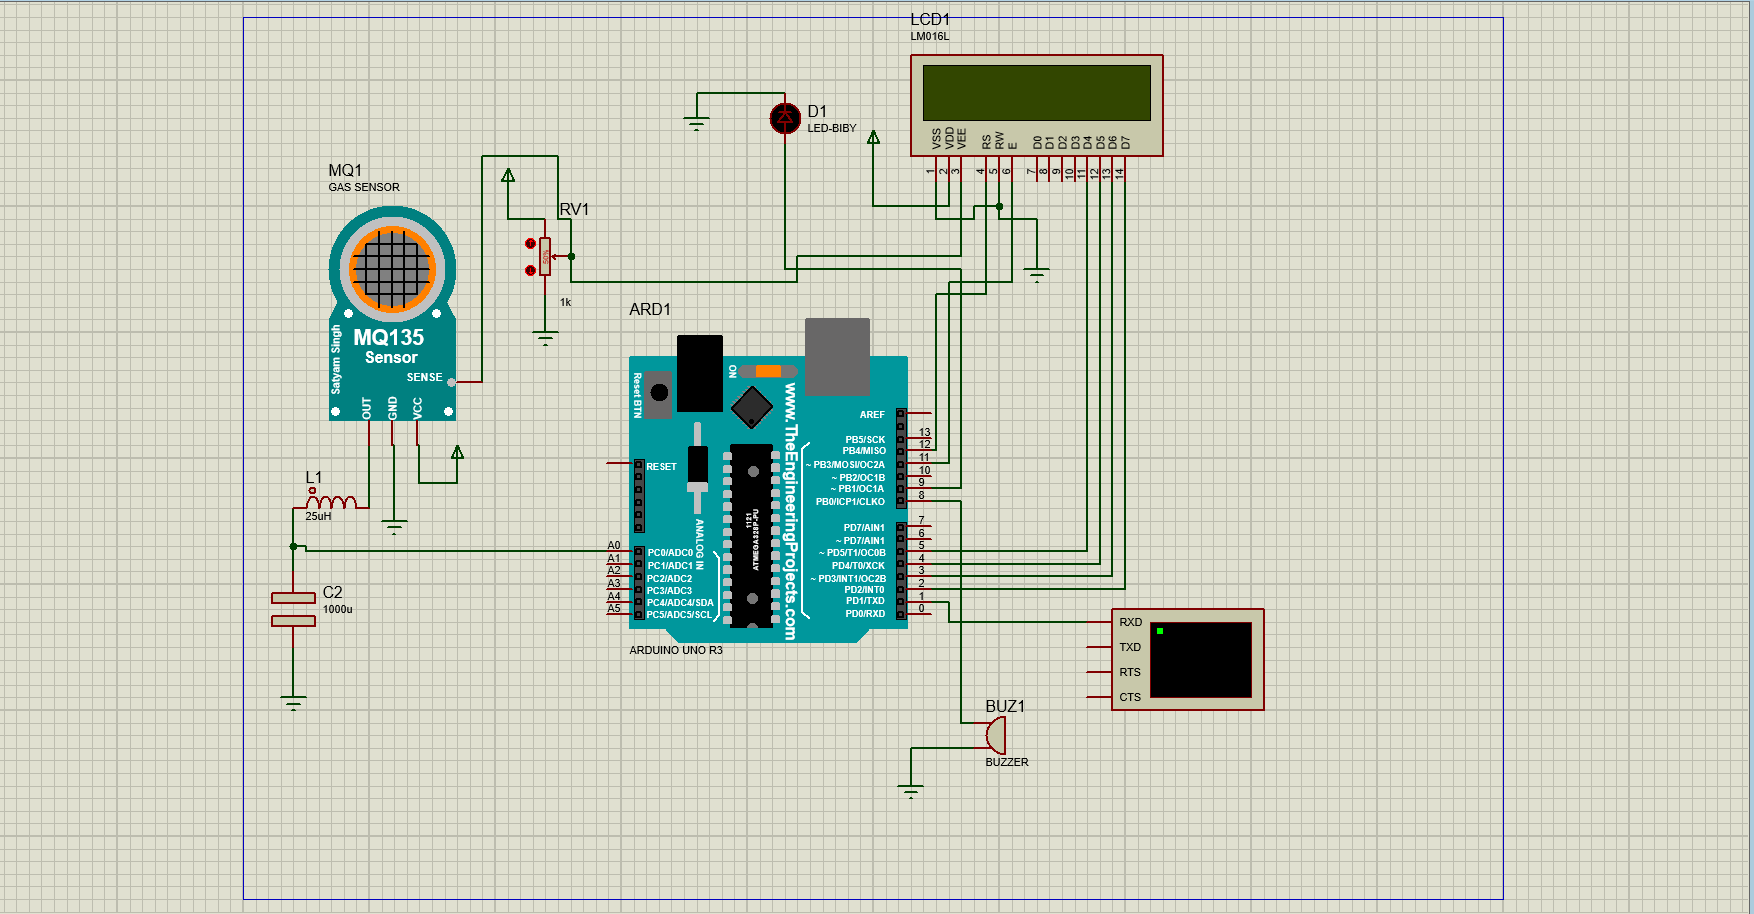 LCD1
LM016L
VSS
VDD
VEE
RS
RW
E
D0
D1
D2
D3
D4
D5
D6
D7
1
2
3
4
5
6
7
8
9
10
11
12
13
14
D1
LED-BIBY
MQ1
GAS SENSOR
MQ135
Sensor
Satyam Singh
SENSE
OUT
GND
VCC
RV1
1k
L1
25uH
C2
1000u
ARD1
ON
Reset BTN
www.TheEngineeringProjects.com
RESET
ANALOG IN
1121
ATMEGA328P-PU
A0
A1
A2
A3
A4
A5
PC0/ADC0
PC1/ADC1
PC2/ADC2
PC3/ADC3
PC4/ADC4/SDA
PC5/ADC5/SCL
AREF
PB5/SCK 13
PB4/MISO 12
~ PB3/MOSI/OC2A 11
~ PB2/OC1B 10
~ PB1/OC1A 9
PB0/ICP1/CLKO 8
PD7/AIN1 7
~ PD7/AIN1 6
~ PD5/T1/OC0B 5
PD4/T0/XCK 4
~ PD3/INT1/OC2B 3
PD2/INT0 2
PD1/TXD 1
PD0/RXD 0
ARDUINO UNO R3
RXD
TXD
RTS
CTS
BUZ1
BUZZER